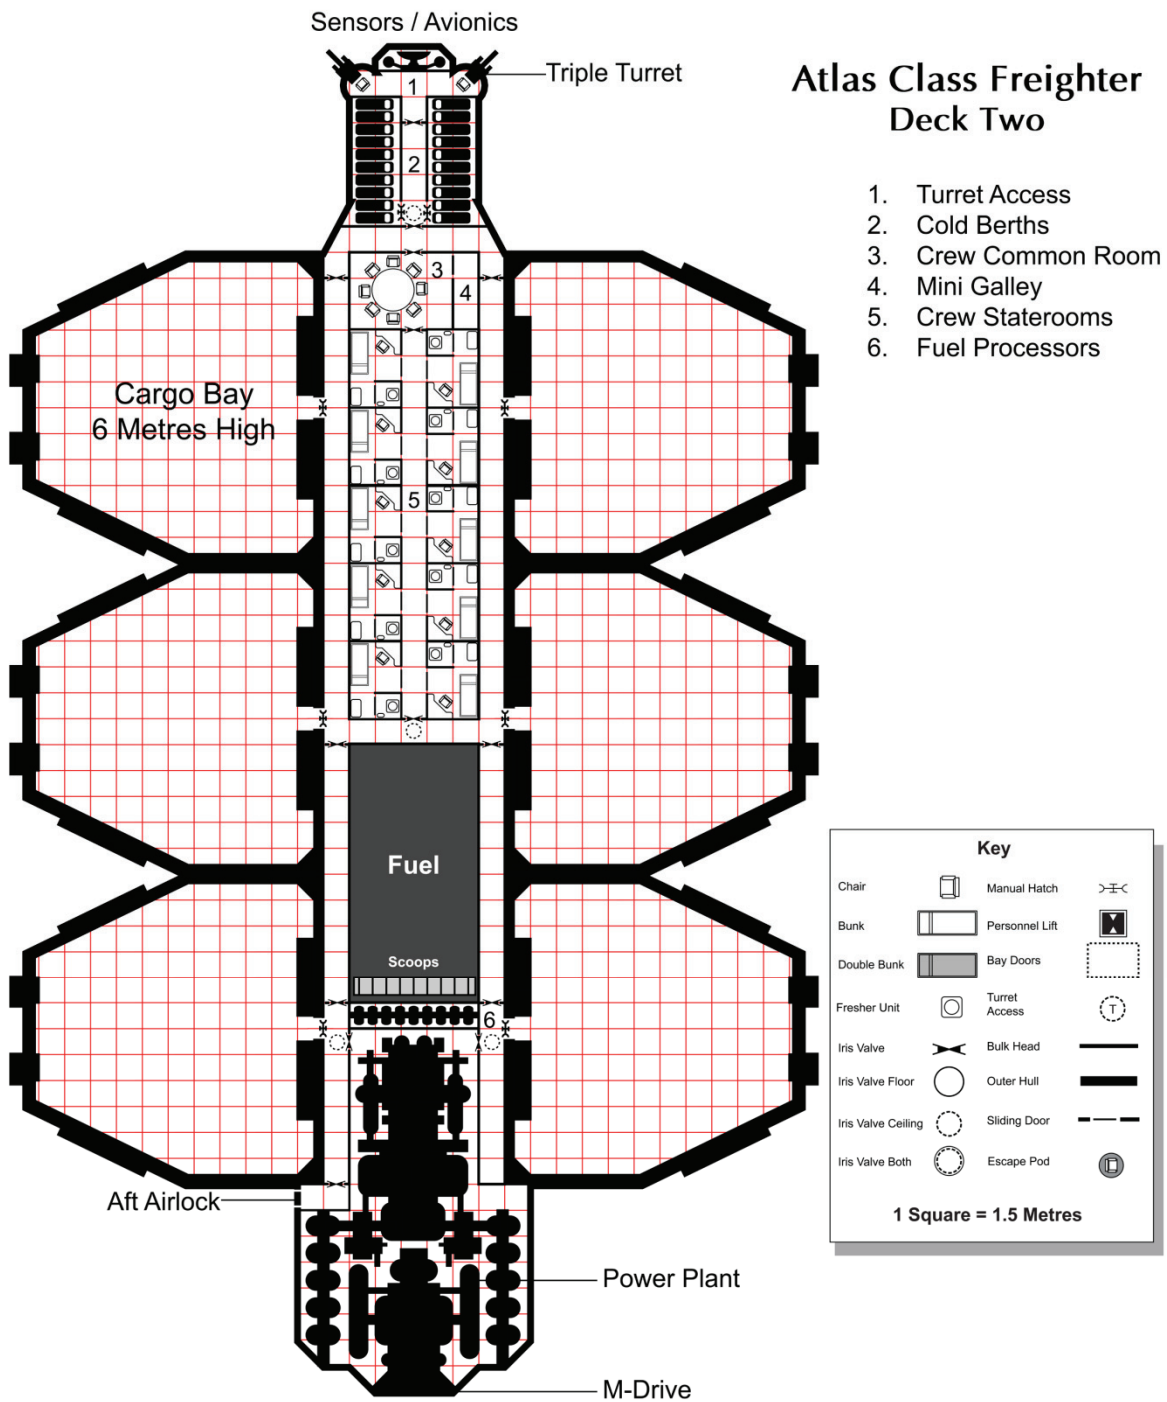 Sensors / Avionics
Triple Turret
Atlas Class Freighter
Deck Two
1. Turret Access
2. Cold Berths
3. Crew Common Room
4. Mini Galley
5. Crew Staterooms
6. Fuel Processors
1
2
3
4
Cargo Bay
6 Metres High
5
Fuel
Scoops
6
Aft Airlock
Power Plant
M-Drive
Key
Chair
Manual Hatch
Bunk
Personnel Lift
Double Bunk
Bay Doors
Fresher Unit
Turret
Access
T
Iris Valve
Bulk Head
Iris Valve Floor
Outer Hull
Iris Valve Ceiling
Sliding Door
Iris Valve Both
Escape Pod
1 Square = 1.5 Metres